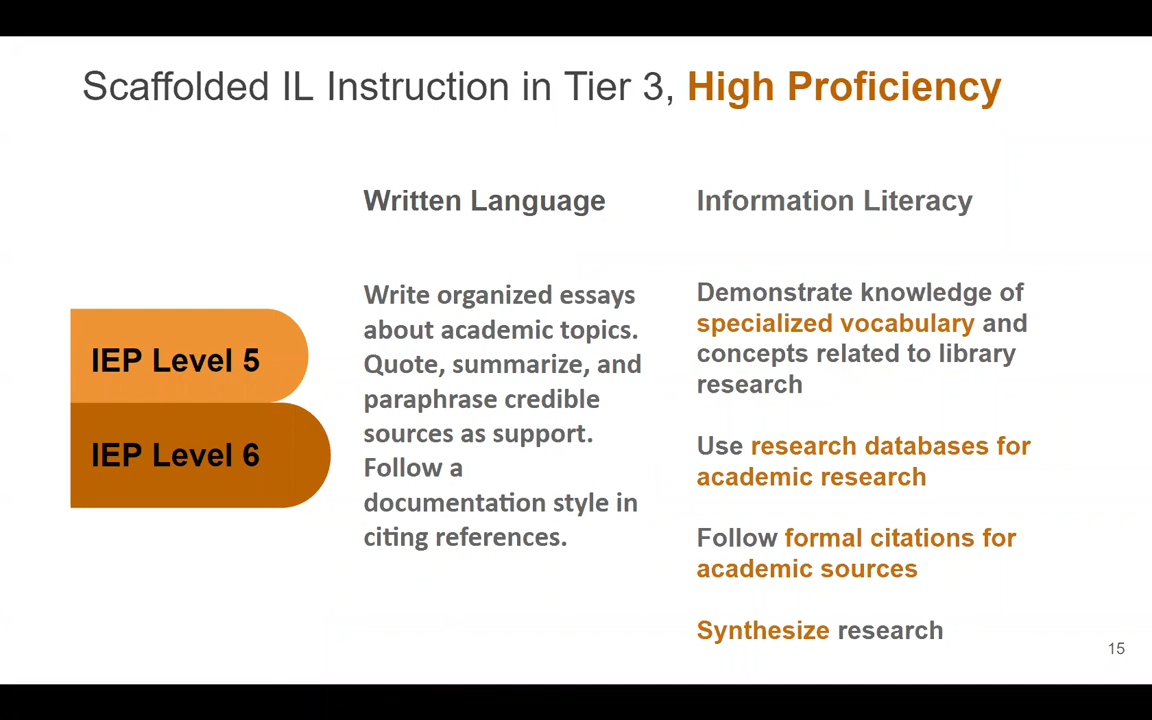 Scaffolded IL Instruction in Tier 3, High Proficiency
Written Language
Information Literacy
IEP Level 5
IEP Level 6
Write organized essays
about academic topics.
Quote, summarize, and
paraphrase credible
sources as support.
Follow a
documentation style in
citing references.
Demonstrate knowledge of
specialized vocabulary and
concepts related to library
research
Use research databases for
academic research
Follow formal citations for
academic sources
Synthesize research
15